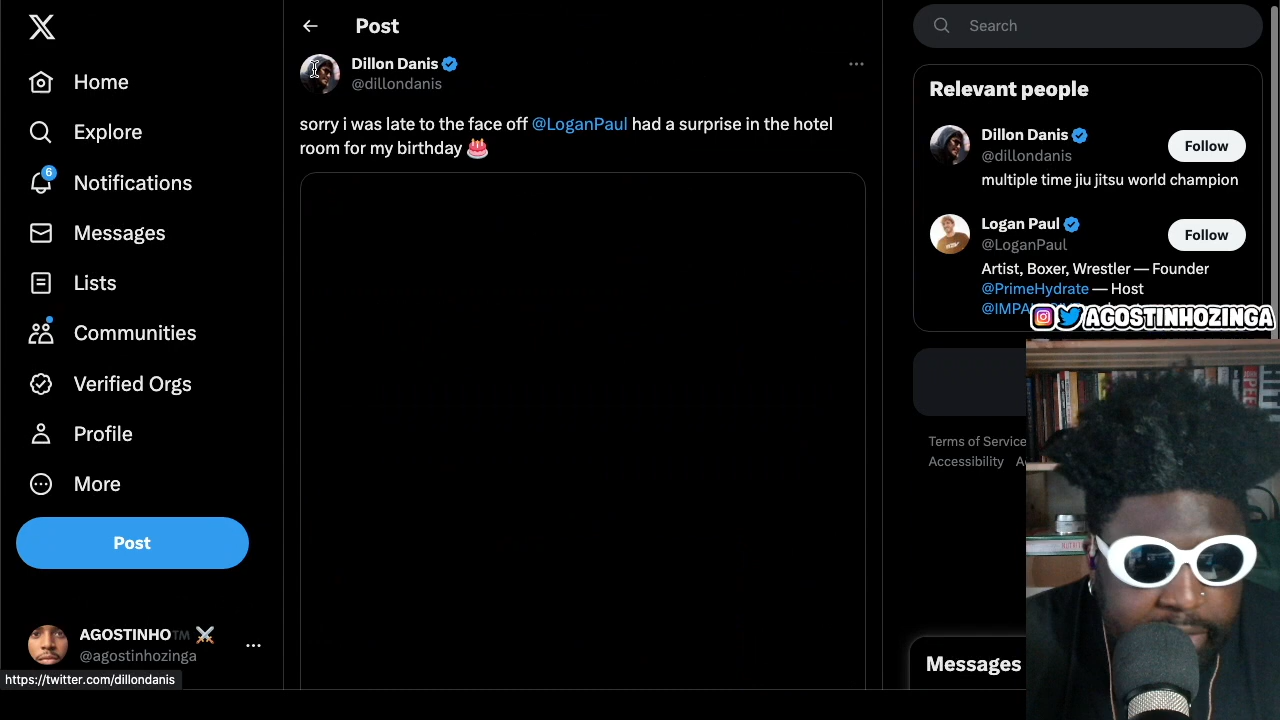 Home
Explore
6
Notifications
Messages
Lists
Communities
Verified Orgs
Profile
More
Post
AGOSTINHO™
@agostinhozinga
https://twitter.com/dillondanis
Post
Dillon Danis
@dillondanis
sorry i was late to the face off @LoganPaul had a surprise in the hotel
room for my birthday 🎂
Search
Relevant people
Dillon Danis
@dillondanis
Follow
multiple time jiu jitsu world champion
Logan Paul
@LoganPaul
Follow
Artist, Boxer, Wrestler — Founder
@PrimeHydrate — Host
AGOSTINHOZINGA
Terms of Service
Accessibility
Messages